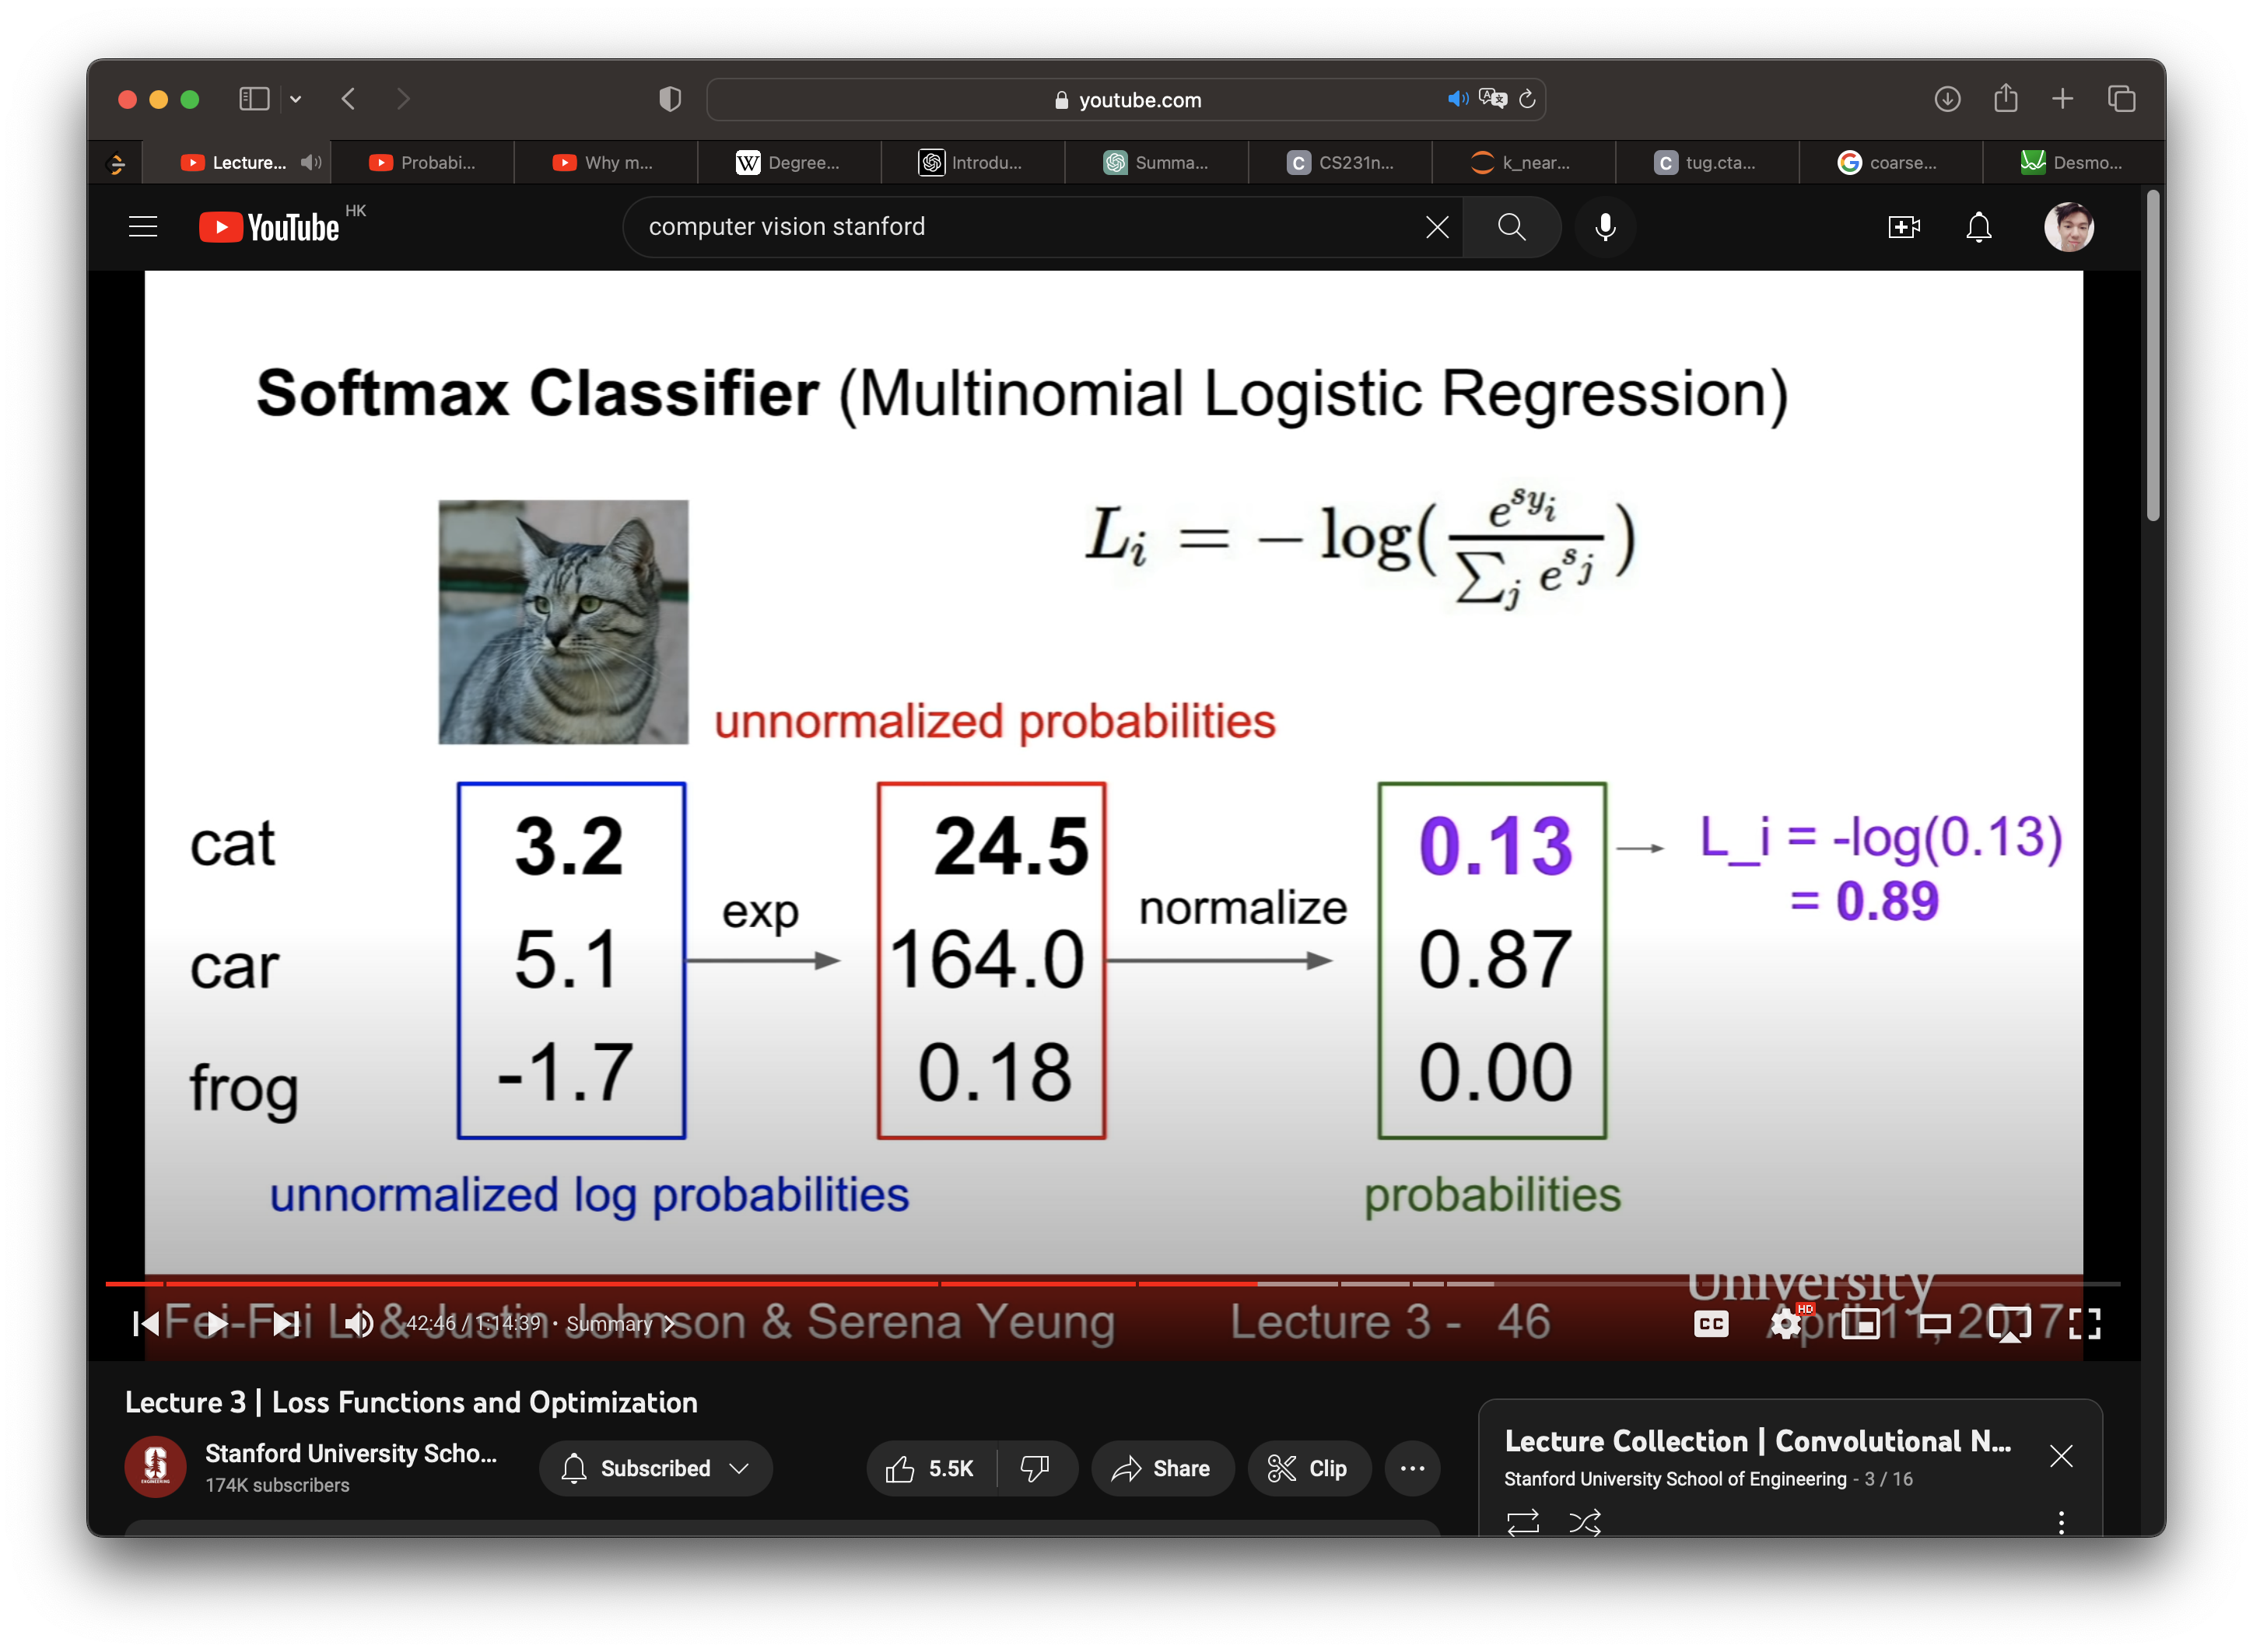 youtube.com
Lecture...
Probabi...
Why m...
W Degree...
Introdu...
Summa...
C CS231n...
k_near...
C tug.cta...
G coarse...
Desmo...
YouTube HK
computer vision stanford
Softmax Classifier (Multinomial Logistic Regression)
L_i = − log(e^{s_{y_i}} / ∑_j e^{s_j})
unnormalized probabilities
cat 3.2 24.5 0.13 L_i = -log(0.13)
exp normalize = 0.89
car 5.1 164.0 0.87
frog -1.7 0.18 0.00
unnormalized log probabilities probabilities
University
Fei-Fei Li & Justin Johnson & Serena Yeung Lecture 3 - 46 April 11, 2017
42:46 / 1:14:39 • Summary
CC HD
Lecture 3 | Loss Functions and Optimization
Stanford University Scho...
174K subscribers
Subscribed
5.5K
Share
Clip
Lecture Collection | Convolutional N...
Stanford University School of Engineering - 3 / 16